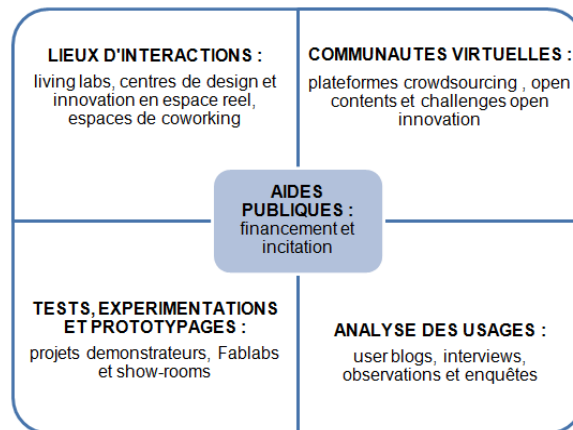 LIEUX D'INTERACTIONS :
living labs, centres de design et
innovation en espace reel,
espaces de coworking
COMMUNAUTES VIRTUELLES :
plateformes crowdsourcing , open
contents et challenges open
innovation
AIDES
PUBLIQUES :
financement et
incitation
TESTS, EXPERIMENTATIONS
ET PROTOTYPAGES :
projets demonstrateurs, Fablabs
et show-rooms
ANALYSE DES USAGES :
user blogs, interviews,
observations et enquêtes